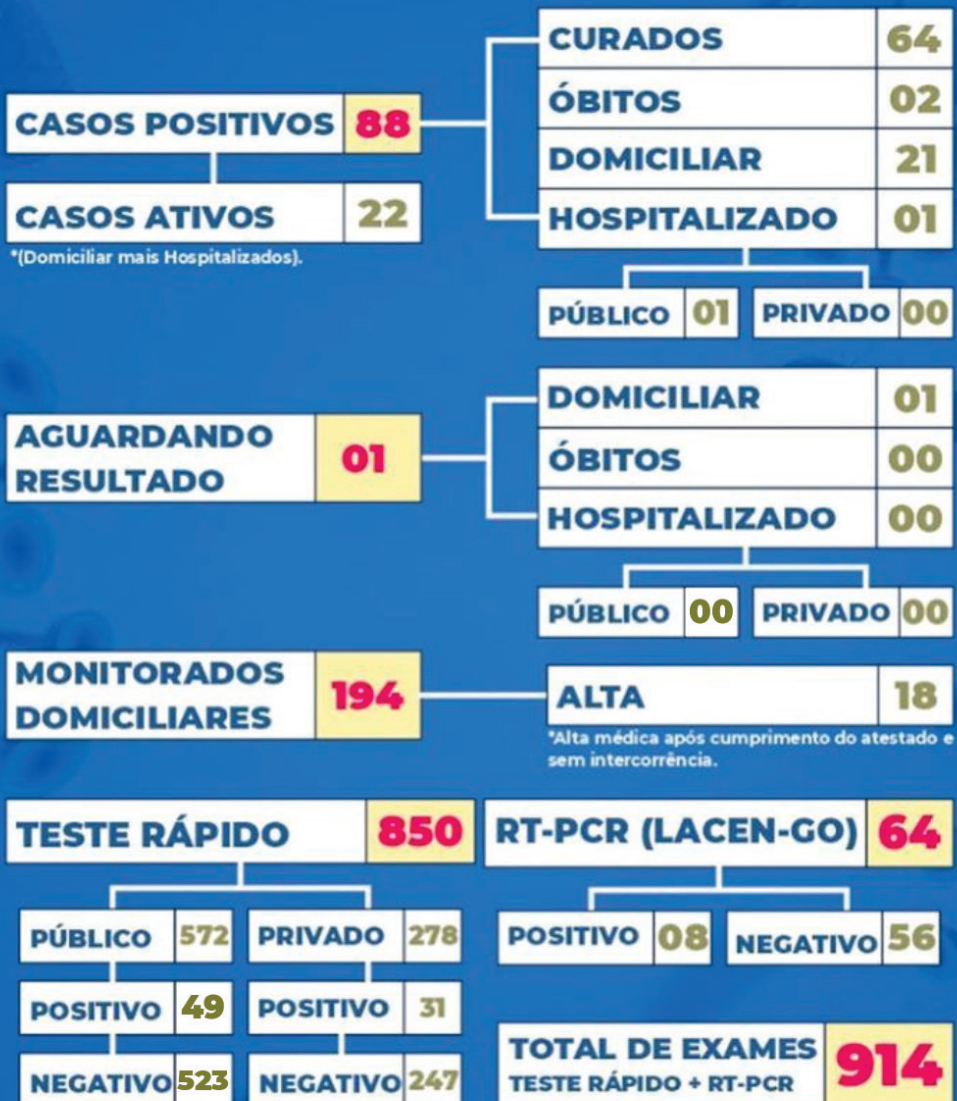 CASOS POSITIVOS 88
CASOS ATIVOS 22
*(Domiciliar mais Hospitalizados).
CURADOS 64
ÓBITOS 02
DOMICILIAR 21
HOSPITALIZADO 01
PÚBLICO 01 PRIVADO 00
AGUARDANDO
RESULTADO 01
DOMICILIAR 01
ÓBITOS 00
HOSPITALIZADO 00
PÚBLICO 00 PRIVADO 00
MONITORADOS
DOMICILIARES 194
ALTA 18
*Alta médica após cumprimento do atestado e
sem intercorrência.
TESTE RÁPIDO 850
PÚBLICO 572 PRIVADO 278
POSITIVO 49 POSITIVO 31
NEGATIVO 523 NEGATIVO 247
RT-PCR (LACEN-GO) 64
POSITIVO 08 NEGATIVO 56
TOTAL DE EXAMES
TESTE RÁPIDO + RT-PCR 914